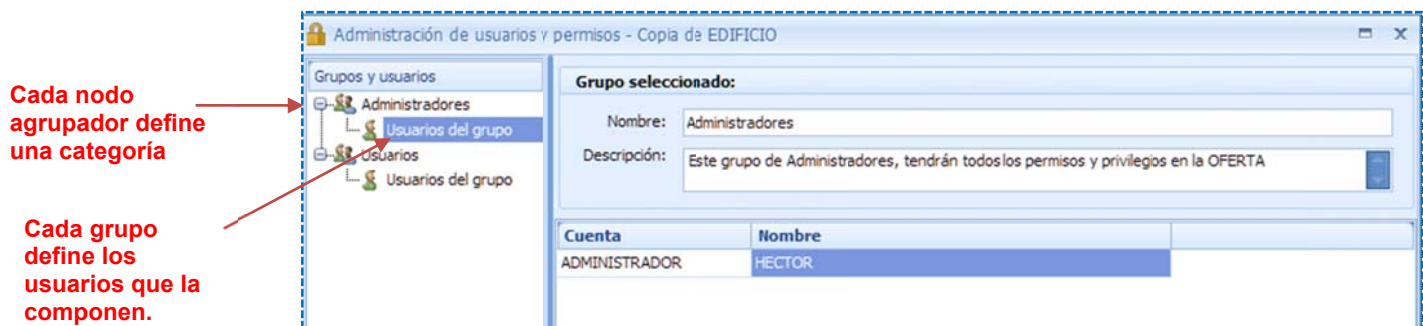 Administración de usuarios y permisos - Copia de EDIFICIO
Cada nodo
agrupador define
una categoría
Cada grupo
define los
usuarios que la
componen.
Grupos y usuarios
Administradores
Usuarios del grupo
Usuarios
Usuarios del grupo
Grupo seleccionado:
Nombre: Administradores
Descripción: Este grupo de Administradores, tendrán todos los permisos y privilegios en la OFERTA
Cuenta Nombre
ADMINISTRADOR HECTOR